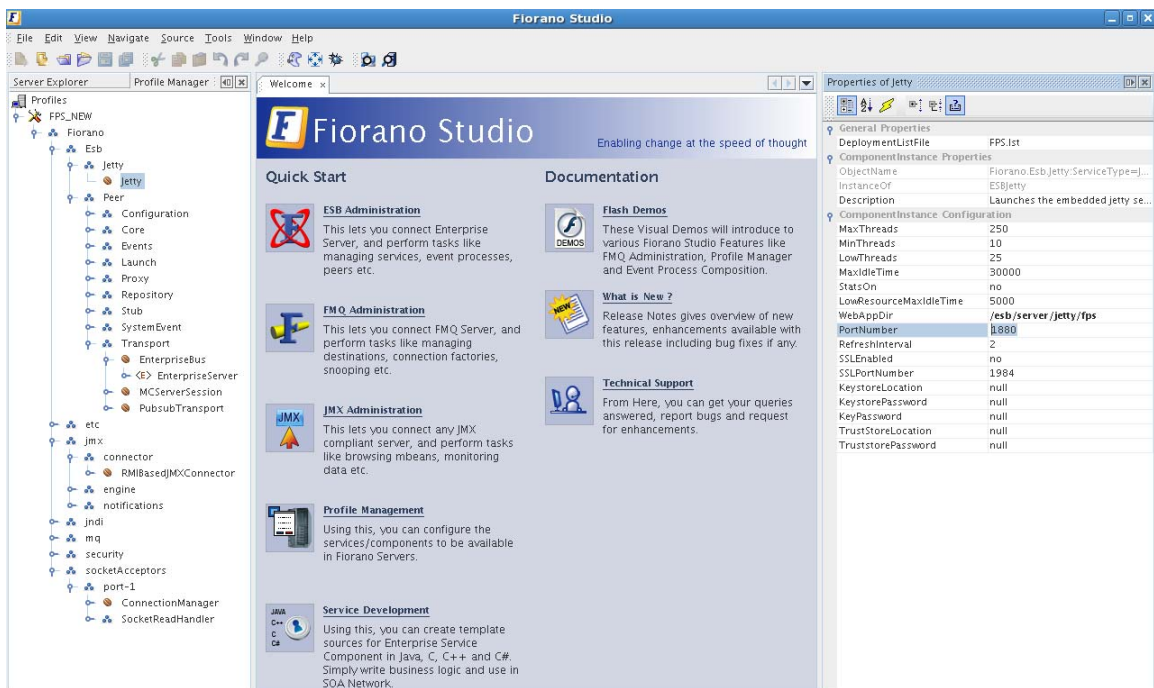 Fiorano Studio
File Edit View Navigate Source Tools Window Help
Server Explorer Profile Manager
Profiles
FPS_NEW
Fiorano
Esb
Jetty
Jetty
Peer
Configuration
Core
Events
Launch
Proxy
Repository
Stub
SystemEvent
Transport
EnterpriseBus
<E> EnterpriseServer
MCServerSession
PubsubTransport
etc
jmx
connector
RMIBasedJMXConnector
engine
notifications
jndi
mq
security
socketAcceptors
port-1
ConnectionManager
SocketReadHandler
Welcome
Fiorano Studio
Enabling change at the speed of thought
Quick Start
ESB Administration
This lets you connect Enterprise
Server, and perform tasks like
managing services, event processes,
peers etc.
FMQ Administration
This lets you connect FMQ Server, and
perform tasks like managing
destinations, connection factories,
snooping etc.
JMX
JMX Administration
This lets you connect any JMX
compliant server, and perform tasks
like browsing mbeans, monitoring
data etc.
Profile Management
Using this, you can configure the
services/components to be available
in Fiorano Servers.
JAVA
C++
C
C#
Service Development
Using this, you can create template
sources for Enterprise Service
Component in Java, C, C++ and C#.
Simply write business logic and use in
SOA Network.
Documentation
DEMOS
Flash Demos
These Visual Demos will introduce to
various Fiorano Studio Features like
FMQ Administration, Profile Manager
and Event Process Composition.
NEW
What is New ?
Release Notes gives overview of new
features, enhancements available with
this release including bug fixes if any.
Technical Support
From Here, you can get your queries
answered, report bugs and request
for enhancements.
Properties of Jetty
General Properties
DeploymentListFile FPS.lst
ComponentInstance Properties
ObjectName Fiorano.Esb.Jetty:ServiceType=J...
InstanceOf ESBJetty
Description Launches the embedded jetty se...
ComponentInstance Configuration
MaxThreads 250
MinThreads 10
LowThreads 25
MaxIdleTime 30000
StatsOn no
LowResourceMaxIdleTime 5000
WebAppDir /esb/server/jetty/fps
PortNumber 1880
RefreshInterval 2
SSLEnabled no
SSLPortNumber 1984
KeystoreLocation null
KeystorePassword null
KeyPassword null
TrustStoreLocation null
TruststorePassword null